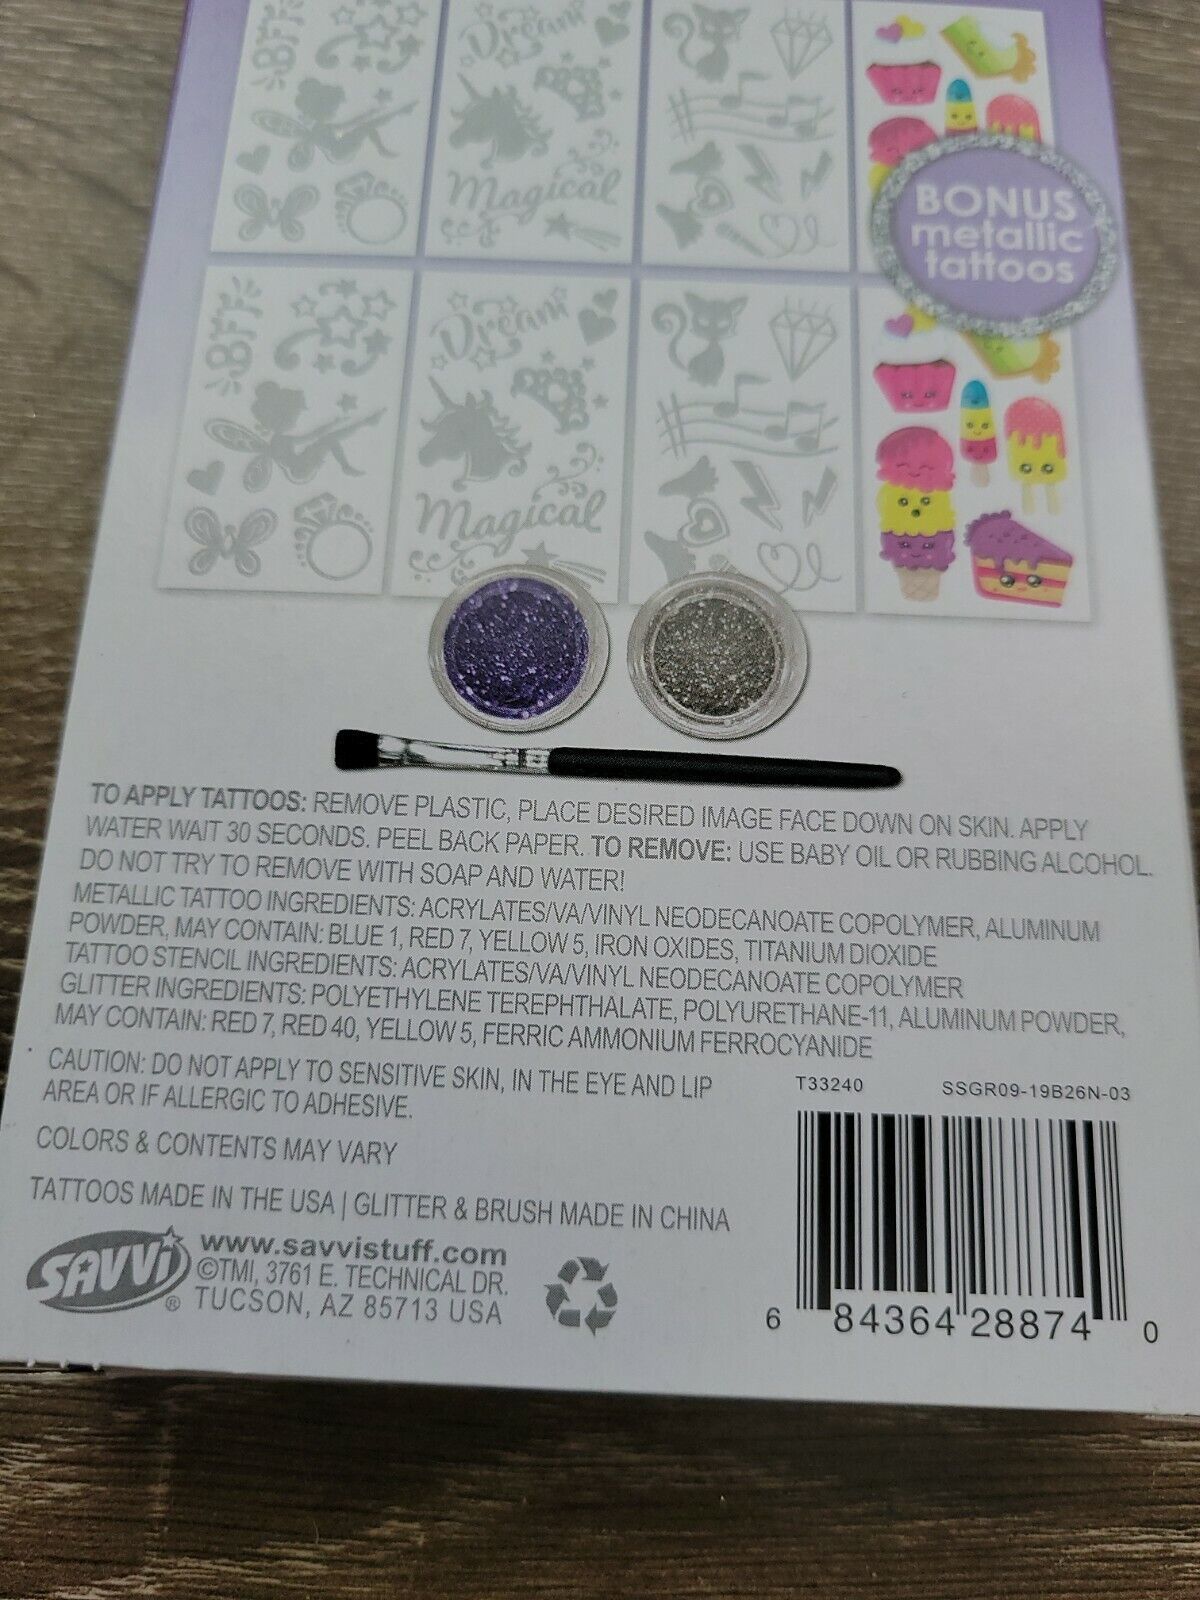 BFF
Dream
Magical
BONUS
metallic
tattoos
BFF
Dream
Magical
TO APPLY TATTOOS: REMOVE PLASTIC, PLACE DESIRED IMAGE FACE DOWN ON SKIN. APPLY
WATER WAIT 30 SECONDS. PEEL BACK PAPER. TO REMOVE: USE BABY OIL OR RUBBING ALCOHOL.
DO NOT TRY TO REMOVE WITH SOAP AND WATER!
METALLIC TATTOO INGREDIENTS: ACRYLATES/VA/VINYL NEODECANOATE COPOLYMER, ALUMINUM
POWDER, MAY CONTAIN: BLUE 1, RED 7, YELLOW 5, IRON OXIDES, TITANIUM DIOXIDE
TATTOO STENCIL INGREDIENTS: ACRYLATES/VA/VINYL NEODECANOATE COPOLYMER
GLITTER INGREDIENTS: POLYETHYLENE TEREPHTHALATE, POLYURETHANE-11, ALUMINUM POWDER,
MAY CONTAIN: RED 7, RED 40, YELLOW 5, FERRIC AMMONIUM FERROCYANIDE
CAUTION: DO NOT APPLY TO SENSITIVE SKIN, IN THE EYE AND LIP
AREA OR IF ALLERGIC TO ADHESIVE.
T33240 SSGR09-19B26N-03
COLORS & CONTENTS MAY VARY
TATTOOS MADE IN THE USA | GLITTER & BRUSH MADE IN CHINA
SAVVi ®
www.savvistuff.com
©TMI, 3761 E. TECHNICAL DR.
TUCSON, AZ 85713 USA
6 84364 28874 0